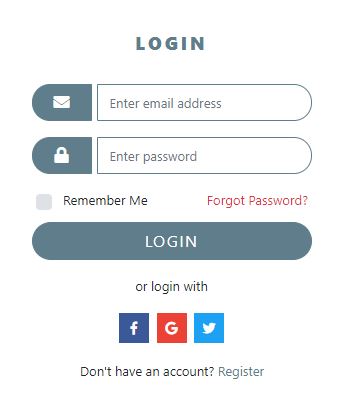 LOGIN
Enter email address
Enter password
Remember Me Forgot Password?
LOGIN
or login with
f G
Don't have an account? Register